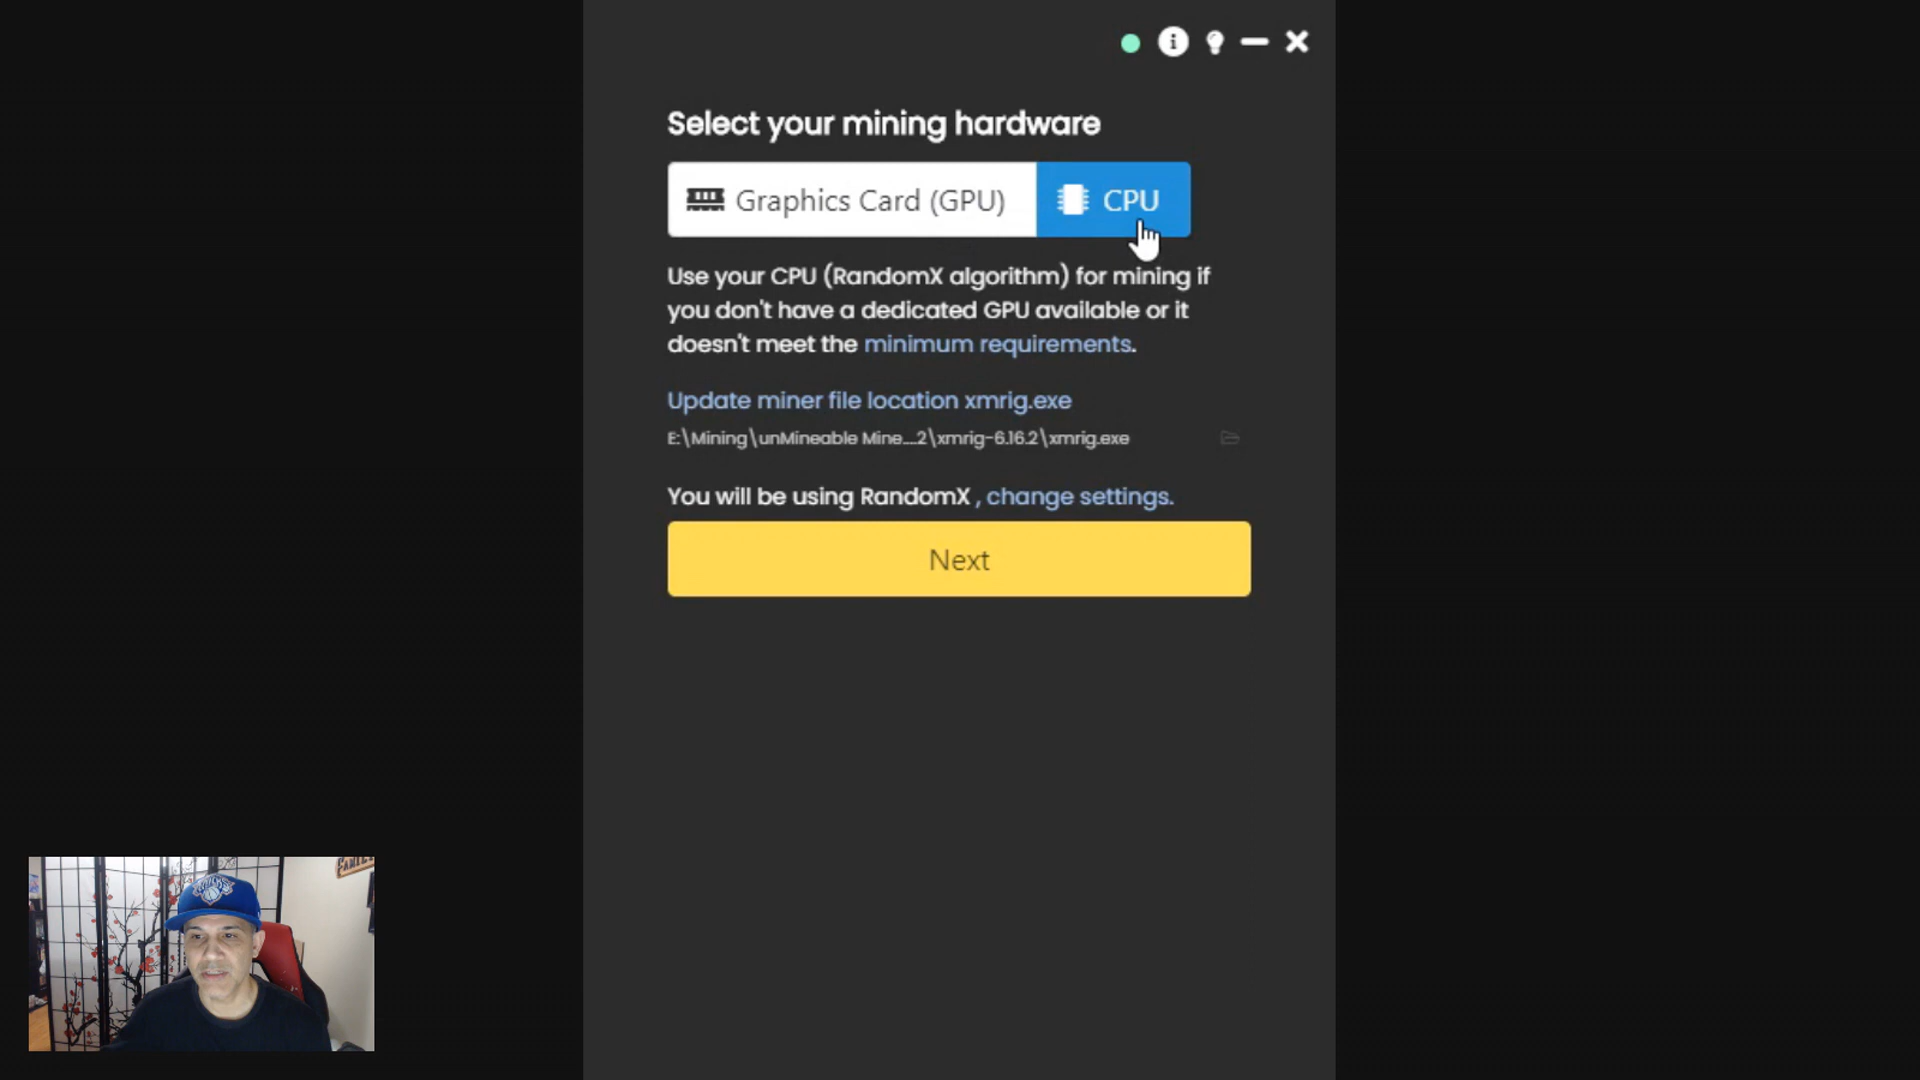 Select your mining hardware
Graphics Card (GPU)
CPU
Use your CPU (RandomX algorithm) for mining if
you don't have a dedicated GPU available or it
doesn't meet the minimum requirements.
Update miner file location xmrig.exe
E:\Mining\unMineable Mine....2\xmrig-6.16.2\xmrig.exe
You will be using RandomX , change settings.
Next